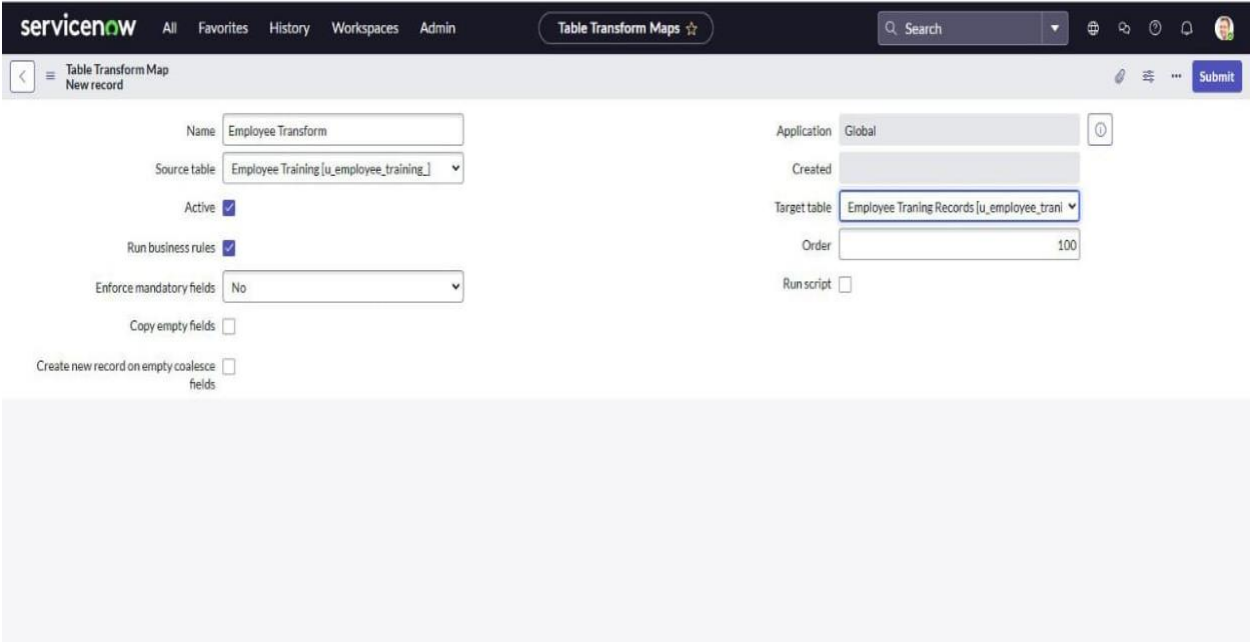 servicenow All Favorites History Workspaces Admin Table Transform Maps Search
Table Transform Map
New record
Submit
Name Employee Transform
Application Global
Source table Employee Training [u_employee_training_]
Created
Active
Target table Employee Traning Records [u_employee_trani
Run business rules
Order 100
Enforce mandatory fields No
Run script
Copy empty fields
Create new record on empty coalesce
fields